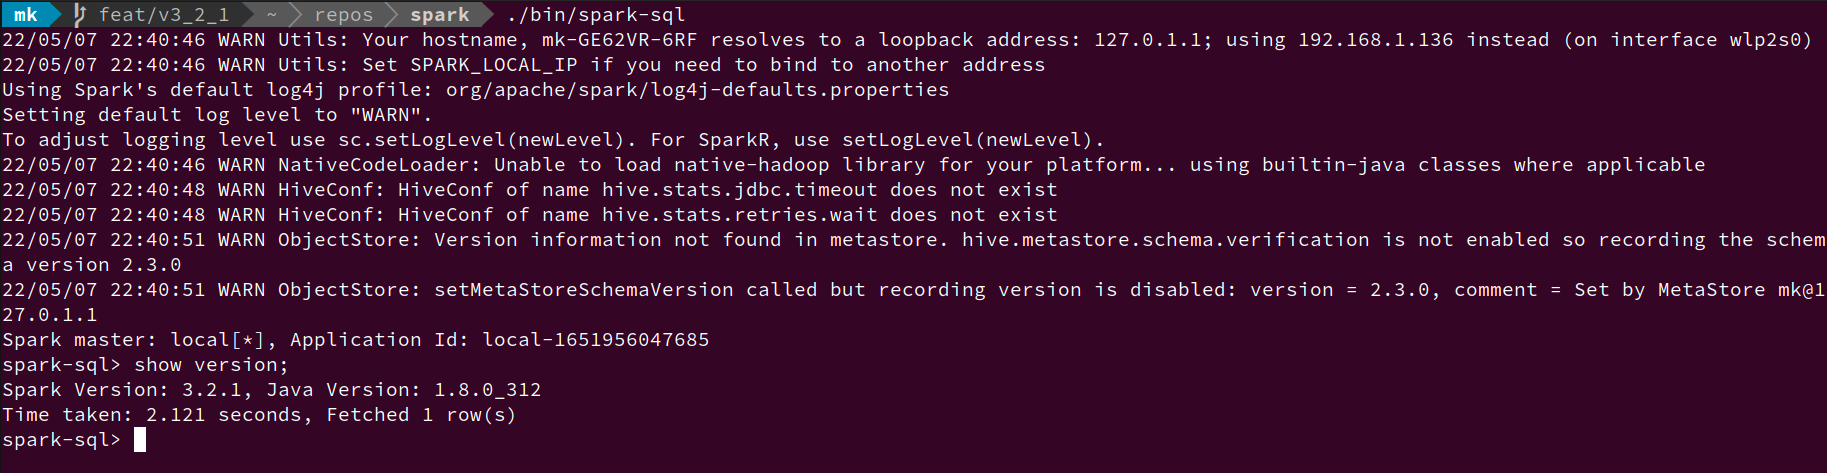 mk feat/v3_2_1 ~ repos spark ./bin/spark-sql
22/05/07 22:40:46 WARN Utils: Your hostname, mk-GE62VR-6RF resolves to a loopback address: 127.0.1.1; using 192.168.1.136 instead (on interface wlp2s0)
22/05/07 22:40:46 WARN Utils: Set SPARK_LOCAL_IP if you need to bind to another address
Using Spark's default log4j profile: org/apache/spark/log4j-defaults.properties
Setting default log level to "WARN".
To adjust logging level use sc.setLogLevel(newLevel). For SparkR, use setLogLevel(newLevel).
22/05/07 22:40:46 WARN NativeCodeLoader: Unable to load native-hadoop library for your platform... using builtin-java classes where applicable
22/05/07 22:40:48 WARN HiveConf: HiveConf of name hive.stats.jdbc.timeout does not exist
22/05/07 22:40:48 WARN HiveConf: HiveConf of name hive.stats.retries.wait does not exist
22/05/07 22:40:51 WARN ObjectStore: Version information not found in metastore. hive.metastore.schema.verification is not enabled so recording the schem
a version 2.3.0
22/05/07 22:40:51 WARN ObjectStore: setMetaStoreSchemaVersion called but recording version is disabled: version = 2.3.0, comment = Set by MetaStore mk@1
27.0.1.1
Spark master: local[*], Application Id: local-1651956047685
spark-sql> show version;
Spark Version: 3.2.1, Java Version: 1.8.0_312
Time taken: 2.121 seconds, Fetched 1 row(s)
spark-sql>